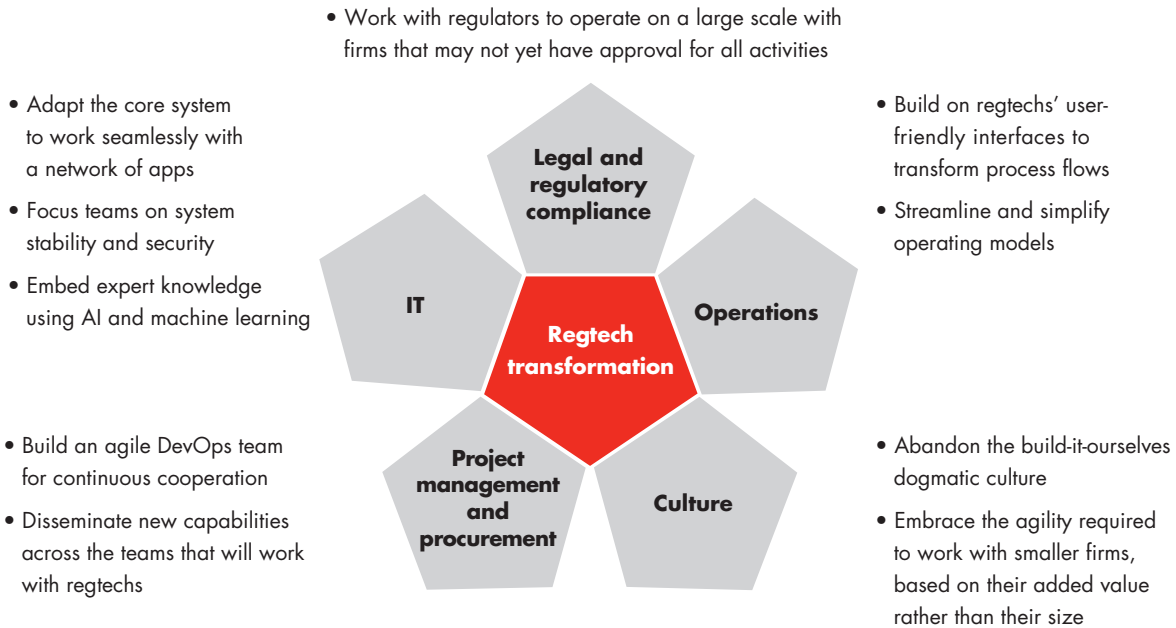 • Work with regulators to operate on a large scale with
firms that may not yet have approval for all activities
• Adapt the core system
to work seamlessly with
a network of apps
• Focus teams on system
stability and security
• Embed expert knowledge
using AI and machine learning
• Build on regtechs’ user-
friendly interfaces to
transform process flows
• Streamline and simplify
operating models
Legal and
regulatory
compliance
IT
Operations
Regtech
transformation
Project
management
and
procurement
Culture
• Build an agile DevOps team
for continuous cooperation
• Disseminate new capabilities
across the teams that will work
with regtechs
• Abandon the build-it-ourselves
dogmatic culture
• Embrace the agility required
to work with smaller firms,
based on their added value
rather than their size